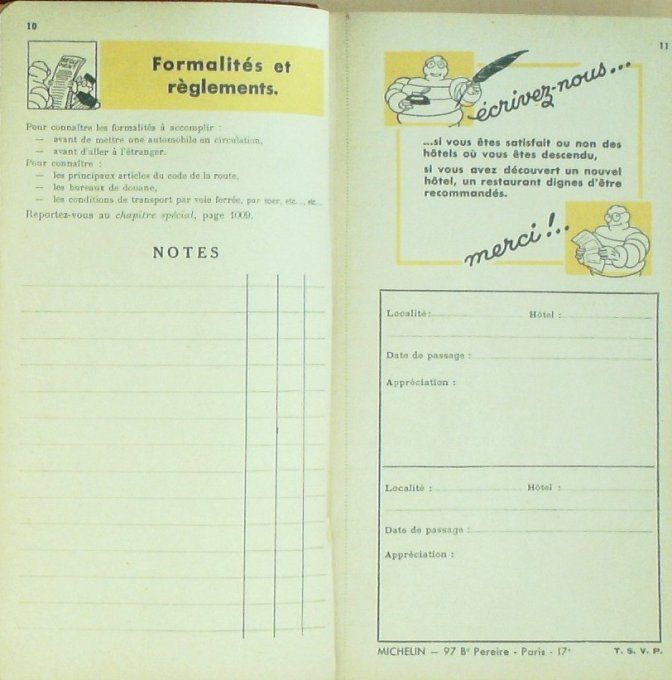 10
Formalités et
règlements.
Pour connaître les formalités à accomplir :
— avant de mettre une automobile en circulation,
— avant d'aller à l'étranger.
Pour connaître :
— les principaux articles du code de la route,
— les bureaux de douane,
— les conditions de transport par voie ferrée, par mer, etc..., etc...
Reportez-vous au chapitre spécial, page 1009.
NOTES
11
écrivez-nous...
...si vous êtes satisfait ou non des
hôtels où vous êtes descendu,
si vous avez découvert un nouvel
hôtel, un restaurant dignes d'être
recommandés.
merci !..
Localité : Hôtel :
Date de passage :
Appréciation :
Localité : Hôtel :
Date de passage :
Appréciation :
MICHELIN — 97 Bd Pereire - Paris - 17e T. S. V. P.